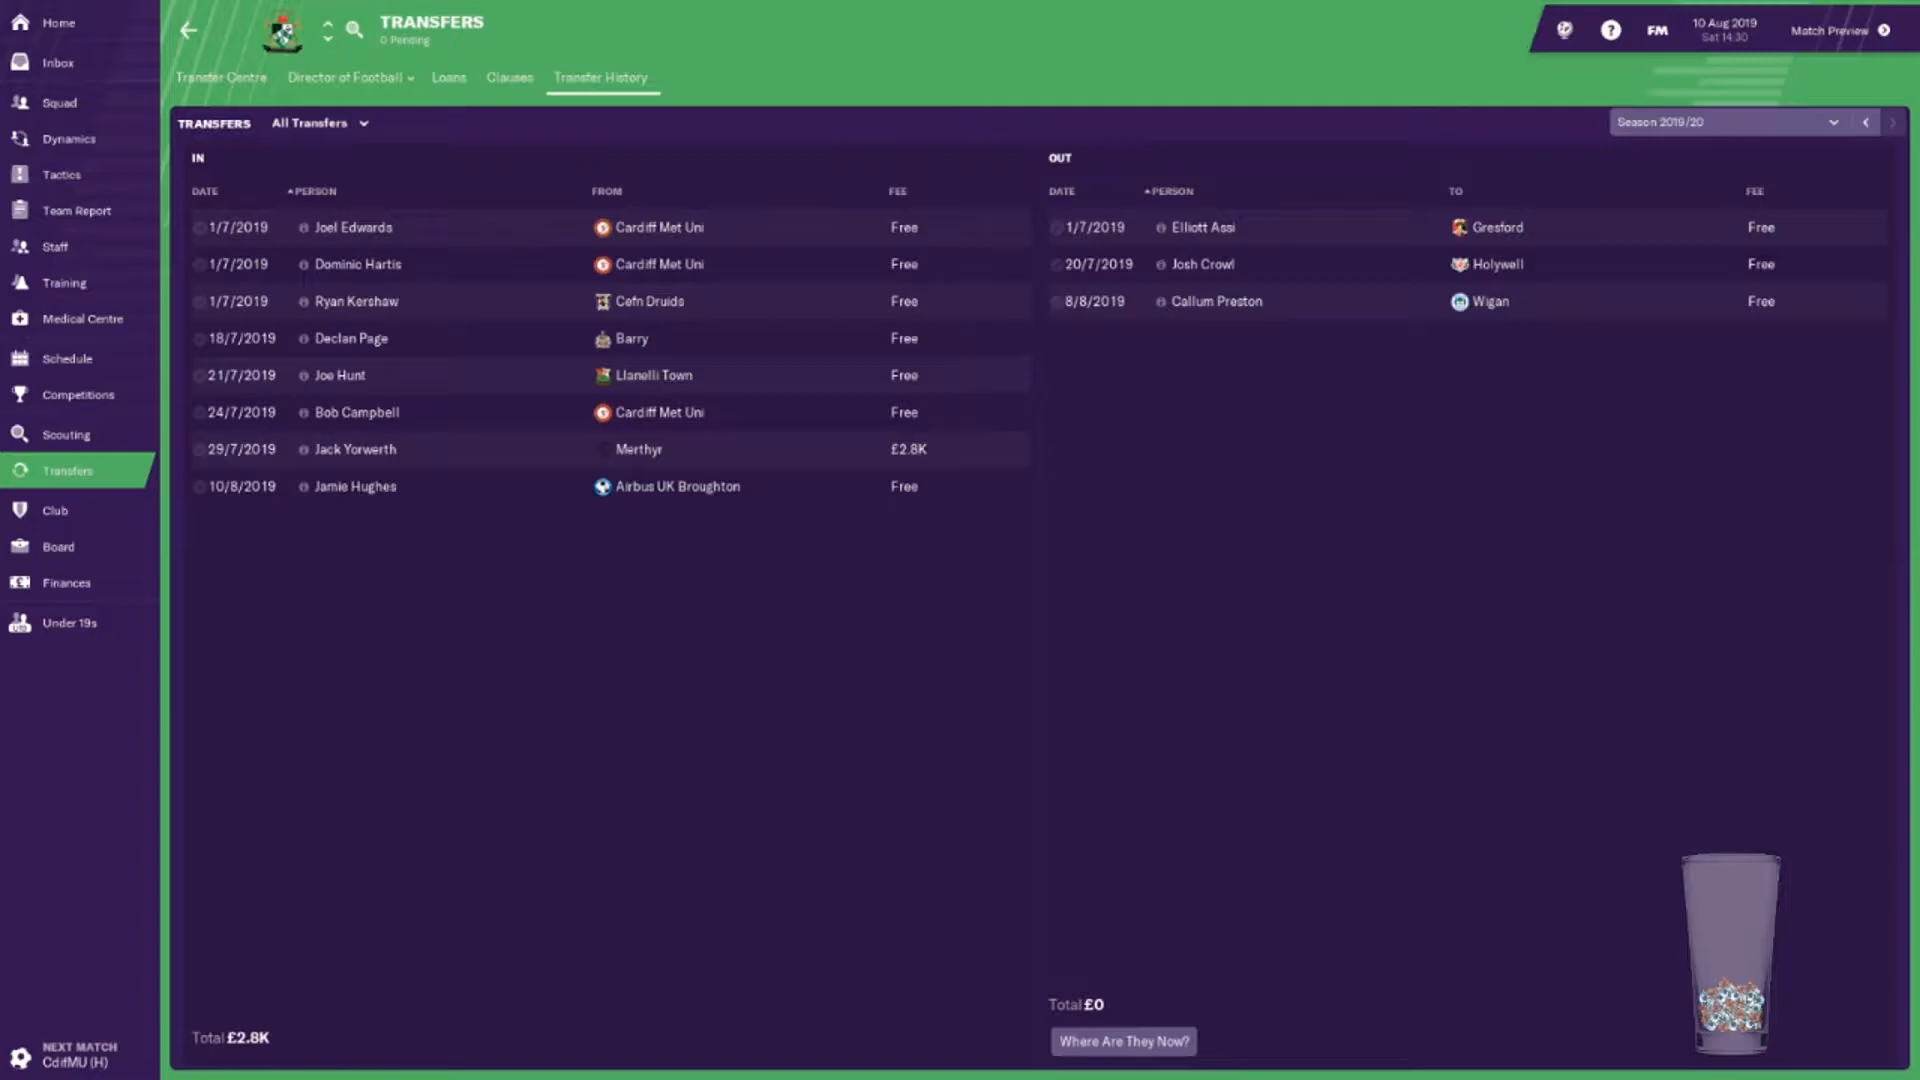 Home
Inbox
Squad
Dynamics
Tactics
Team Report
Staff
Training
Medical Centre
Schedule
Competitions
Scouting
Transfers
Club
Board
Finances
Under 19s
NEXT MATCH
CdifMU (H)
TRANSFERS
0 Pending
FM
10 Aug 2019
Sat 14:30
Match Preview
Transfer Centre Director of Football Loans Clauses Transfer History
TRANSFERS All Transfers
Season 2019/20
IN
DATE PERSON FROM FEE
1/7/2019 Joel Edwards Cardiff Met Uni Free
1/7/2019 Dominic Hartis Cardiff Met Uni Free
1/7/2019 Ryan Kershaw Cefn Druids Free
18/7/2019 Declan Page Barry Free
21/7/2019 Joe Hunt Llanelli Town Free
24/7/2019 Bob Campbell Cardiff Met Uni Free
29/7/2019 Jack Yorwerth Merthyr £2.8K
10/8/2019 Jamie Hughes Airbus UK Broughton Free
Total £2.8K
OUT
DATE PERSON TO FEE
1/7/2019 Elliott Assi Gresford Free
20/7/2019 Josh Crowl Holywell Free
8/8/2019 Callum Preston Wigan Free
Total £0
Where Are They Now?